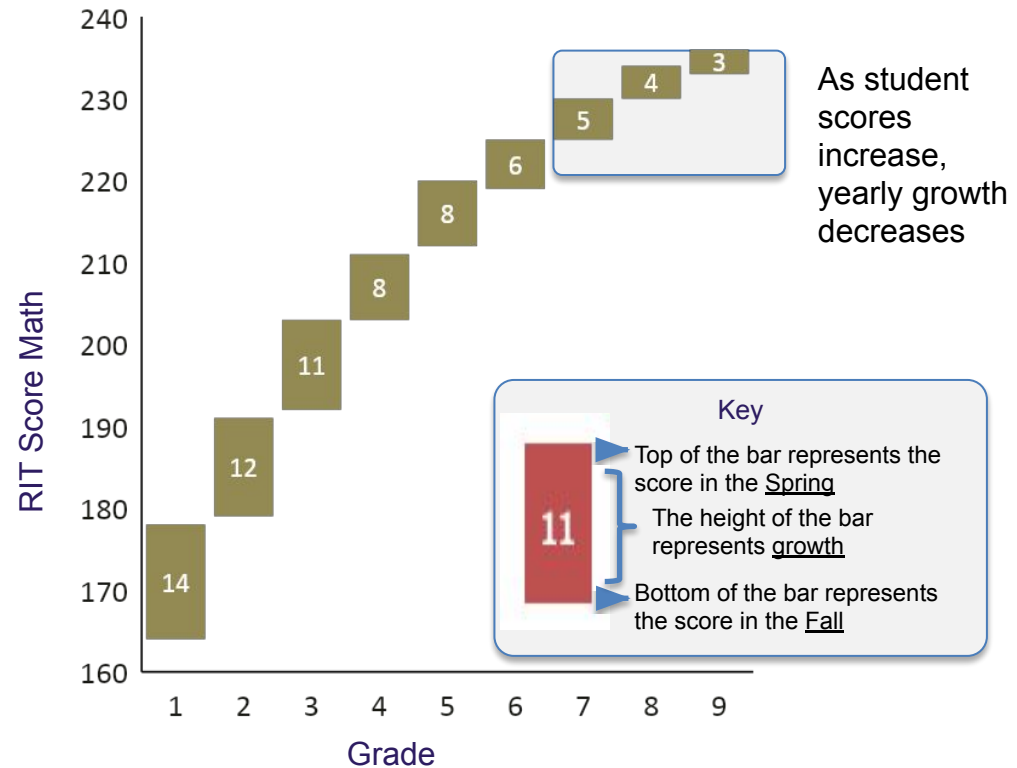 240
230
220
210
200
190
180
170
160
RIT Score Math
14
12
11
8
8
6
5
4
3
1 2 3 4 5 6 7 8 9
Grade
As student
scores
increase,
yearly growth
decreases
Key
11
Top of the bar represents the
score in the Spring
The height of the bar
represents growth
Bottom of the bar represents
the score in the Fall